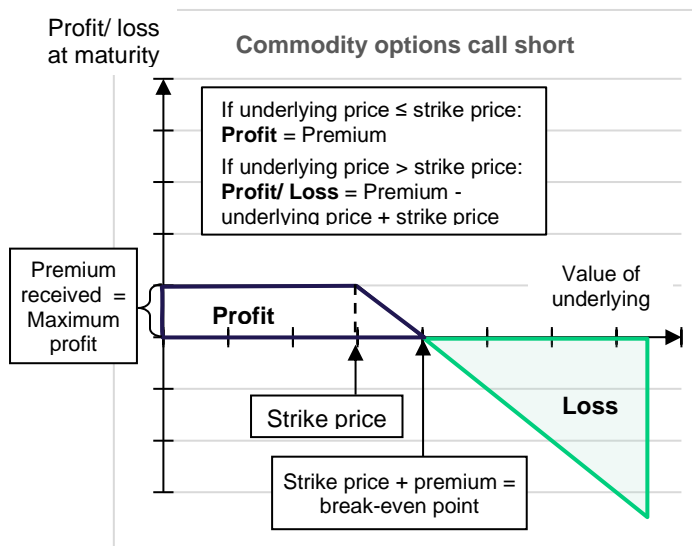 Profit/ loss
at maturity
Commodity options call short
If underlying price ≤ strike price:
Profit = Premium
If underlying price > strike price:
Profit/ Loss = Premium -
underlying price + strike price
Premium
received =
Maximum
profit
Profit
Value of
underlying
Strike price
Loss
Strike price + premium =
break-even point